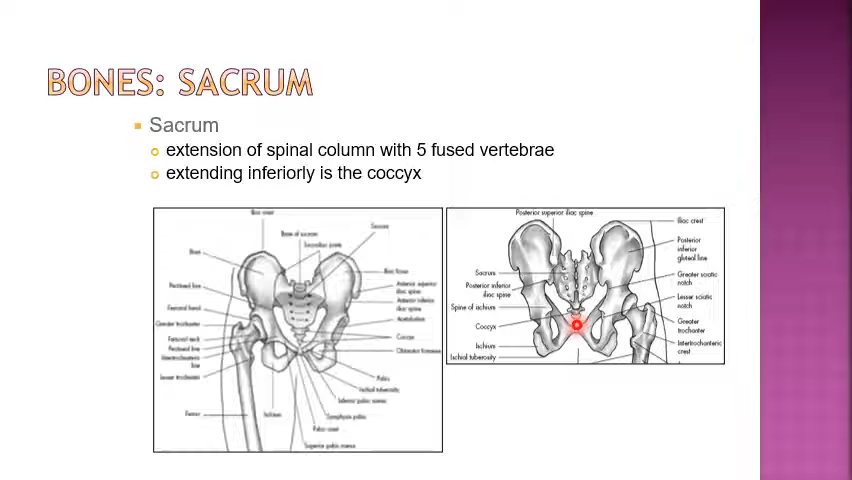 BONES: SACRUM
Sacrum
extension of spinal column with 5 fused vertebrae
extending inferiorly is the coccyx
Iliac crest
Base of sacrum
Sacrum
Sacroiliac joints
Ilium
Iliac fossa
Pectineal line
Anterior superior
iliac spine
Anterior inferior
iliac spine
Femoral head
Acetabulum
Greater trochanter
Femoral neck
Coccyx
Pectineal line
Obturator foramen
Intertrochanteric
line
Lesser trochanter
Pubis
Ischial tuberosity
Inferior pubic ramus
Femur
Ischium
Symphysis pubis
Pubic crest
Superior pubic ramus
Posterior superior iliac spine
Iliac crest
Posterior
inferior
gluteal line
Sacrum
Greater sciatic
notch
Posterior inferior
iliac spine
Lesser sciatic
notch
Spine of ischium
Greater
trochanter
Coccyx
Intertrochanteric
crest
Ischium
Ischial tuberosity